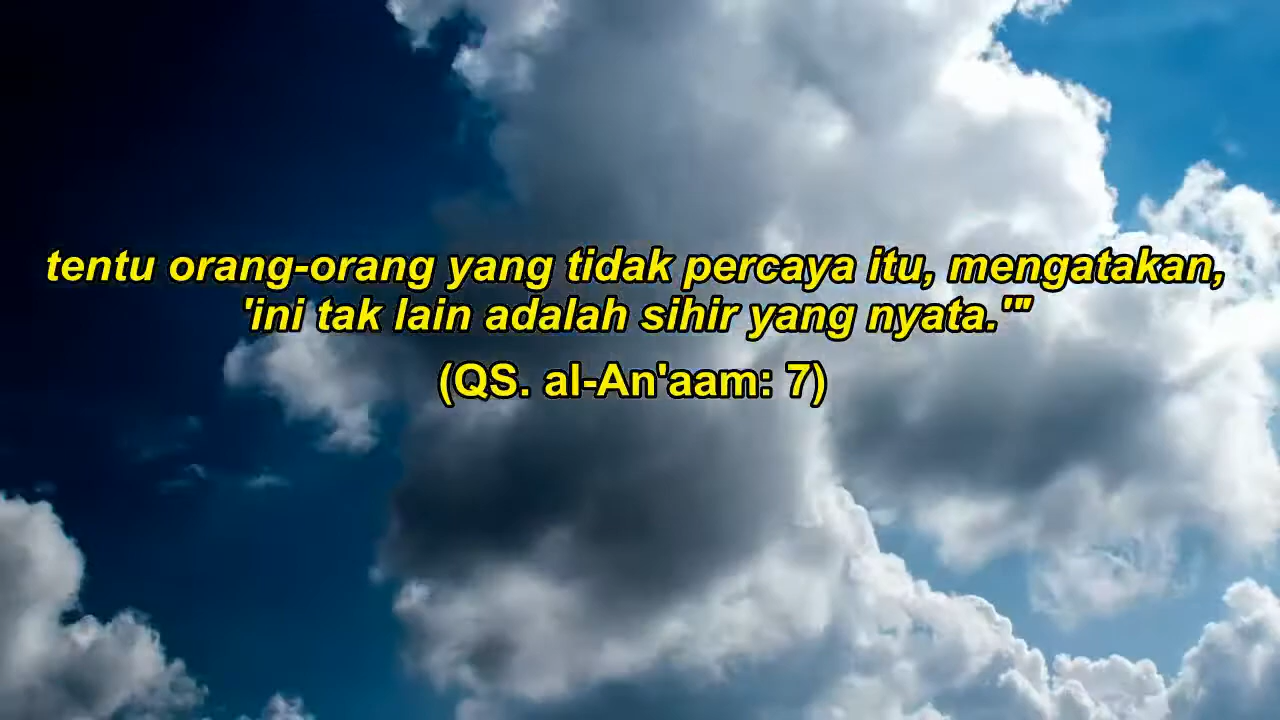 tentu orang-orang yang tidak percaya itu, mengatakan,
'ini tak lain adalah sihir yang nyata.'"
(QS. al-An'aam: 7)